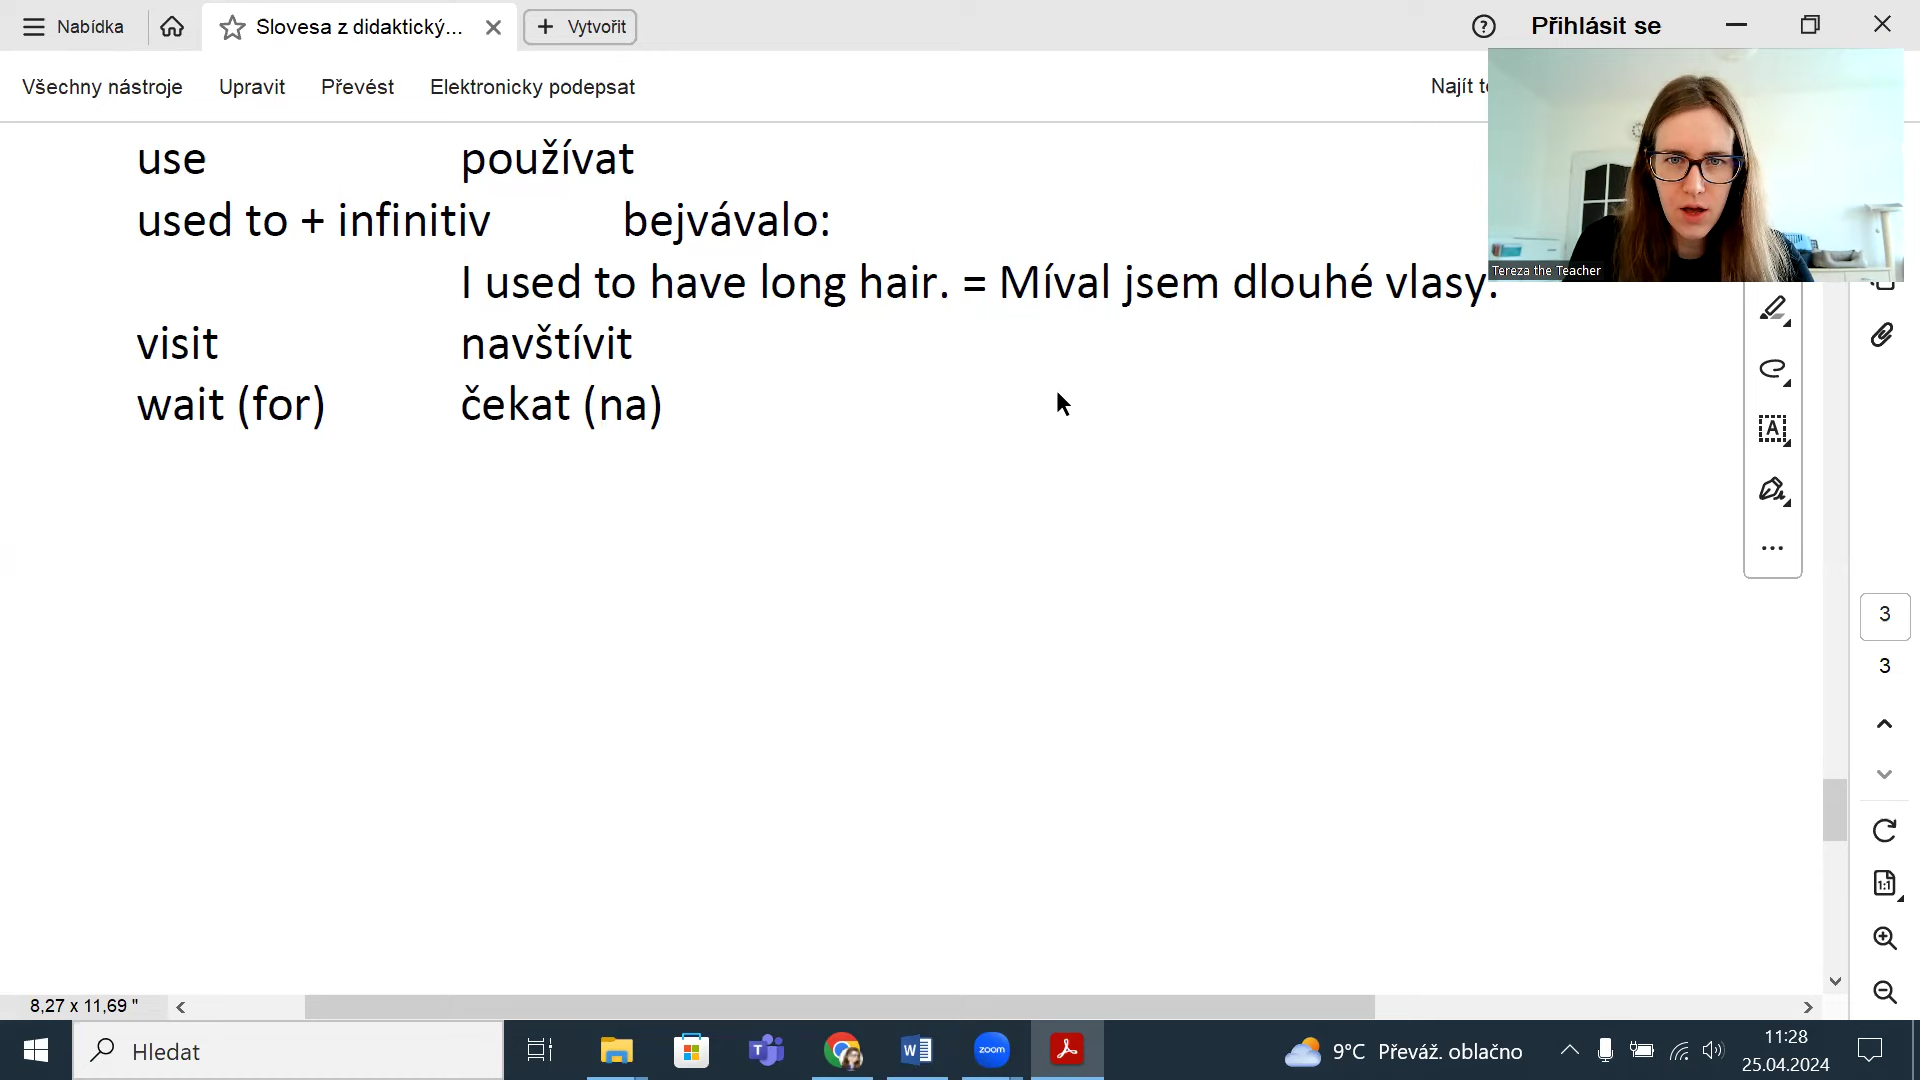 Nabídka
Slovesa z didaktický...
Vytvořit
Přihlásit se
Všechny nástroje
Upravit
Převést
Elektronicky podepsat
Najít
use používat
used to + infinitiv bejvávalo:
I used to have long hair. = Míval jsem dlouhé vlasy.
visit navštívit
wait (for) čekat (na)
Tereza the Teacher
3
3
8,27 x 11,69 "
Hledat
zoom
9°C Převáž. oblačno
11:28
25.04.2024